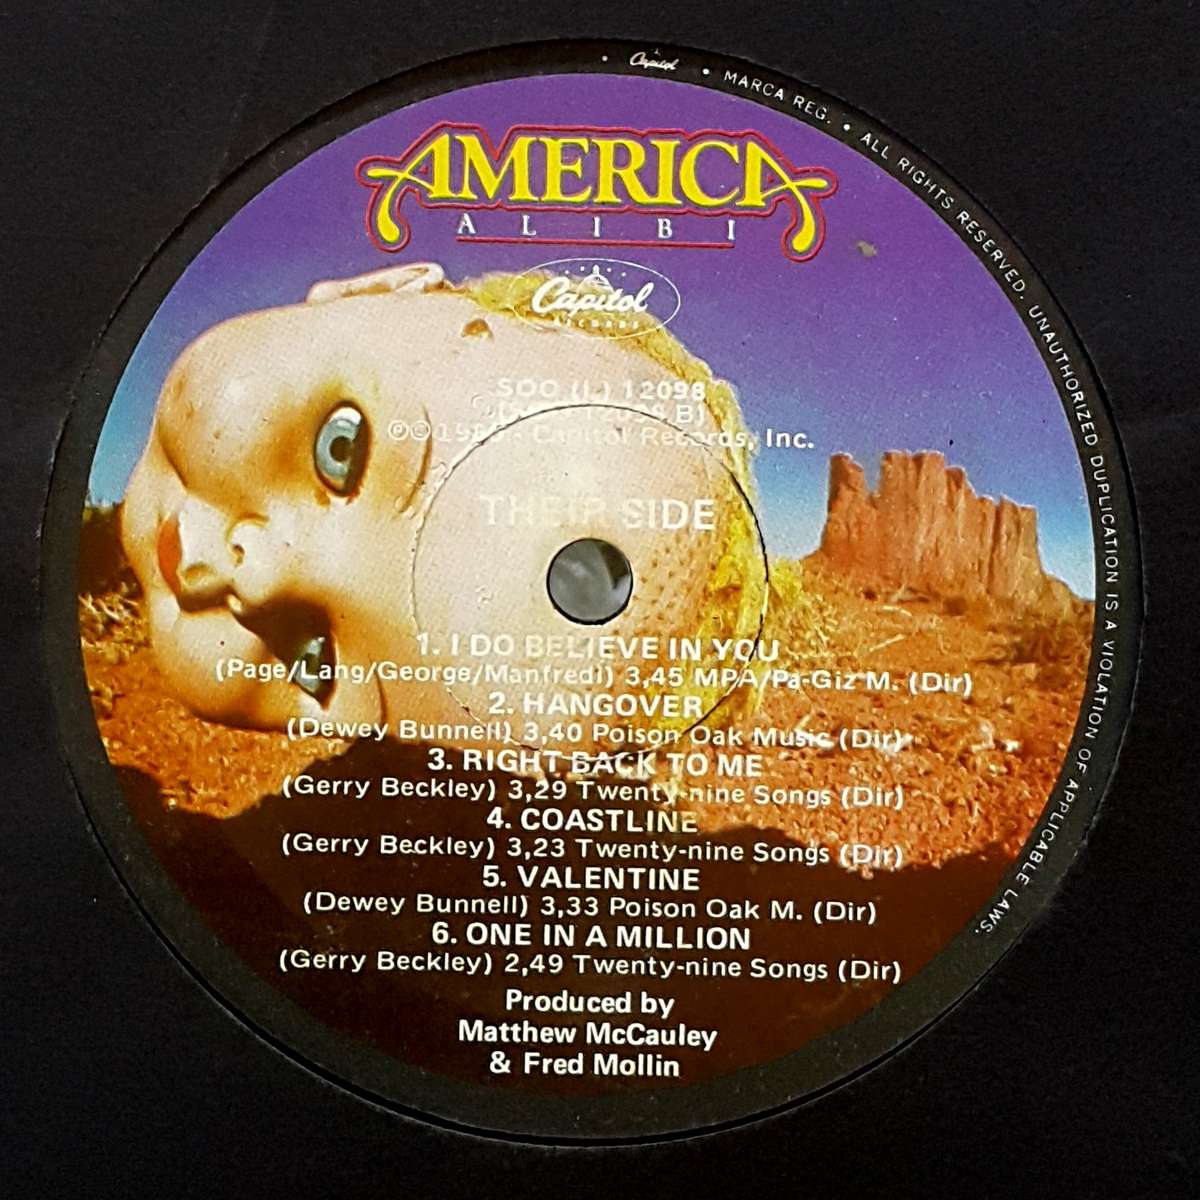 Capitol • MARCA REG. • ALL RIGHTS RESERVED. UNAUTHORIZED DUPLICATION IS A VIOLATION OF APPLICABLE LAWS.
AMERICA
ALIBI
Capitol
RECORDS
SOO (L) 12098
Capitol Records, Inc.
THEIR SIDE
1. I DO BELIEVE IN YOU
(Page/Lang/George/Manfredi) 3,45 MPA/Pa-Giz M. (Dir)
2. HANGOVER
(Dewey Bunnell) 3,40 Poison Oak Music (Dir)
3. RIGHT BACK TO ME
(Gerry Beckley) 3,29 Twenty-nine Songs (Dir)
4. COASTLINE
(Gerry Beckley) 3,23 Twenty-nine Songs (Dir)
5. VALENTINE
(Dewey Bunnell) 3,33 Poison Oak M. (Dir)
6. ONE IN A MILLION
(Gerry Beckley) 2,49 Twenty-nine Songs (Dir)
Produced by
Matthew McCauley
& Fred Mollin